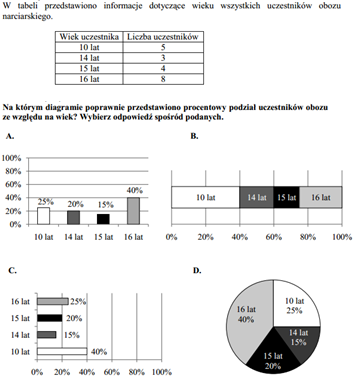 W tabeli przedstawiono informacje dotyczące wieku wszystkich uczestników obozu
narciarskiego.
Wiek uczestnika Liczba uczestników
10 lat 5
14 lat 3
15 lat 4
16 lat 8
Na którym diagramie poprawnie przedstawiono procentowy podział uczestników obozu
ze względu na wiek? Wybierz odpowiedź spośród podanych.
A.
100%
80%
60%
40%
20%
0%
25% 20% 15% 40%
10 lat 14 lat 15 lat 16 lat
B.
10 lat 14 lat 15 lat 16 lat
0% 20% 40% 60% 80% 100%
C.
16 lat 25%
15 lat 20%
14 lat 15%
10 lat 40%
0% 20% 40% 60% 80% 100%
D.
10 lat
25%
14 lat
15%
15 lat
20%
16 lat
40%